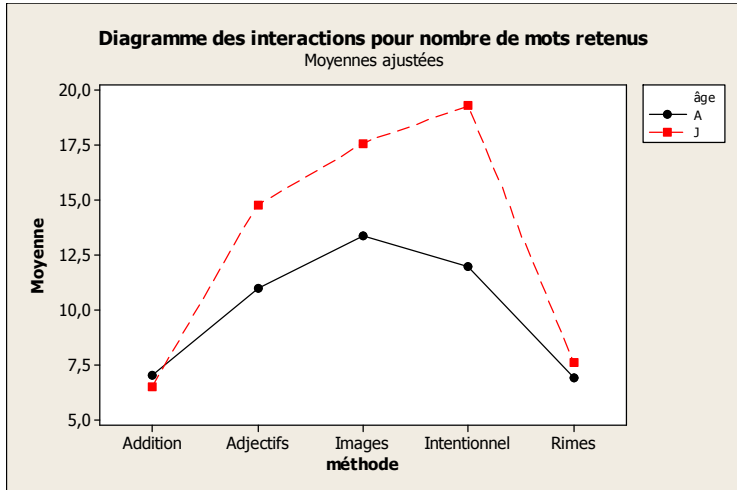 Diagramme des interactions pour nombre de mots retenus
Moyennes ajustées
20,0
17,5
15,0
12,5
10,0
7,5
5,0
Moyenne
Addition
Adjectifs
Images
Intentionnel
Rimes
méthode
âge
A
J